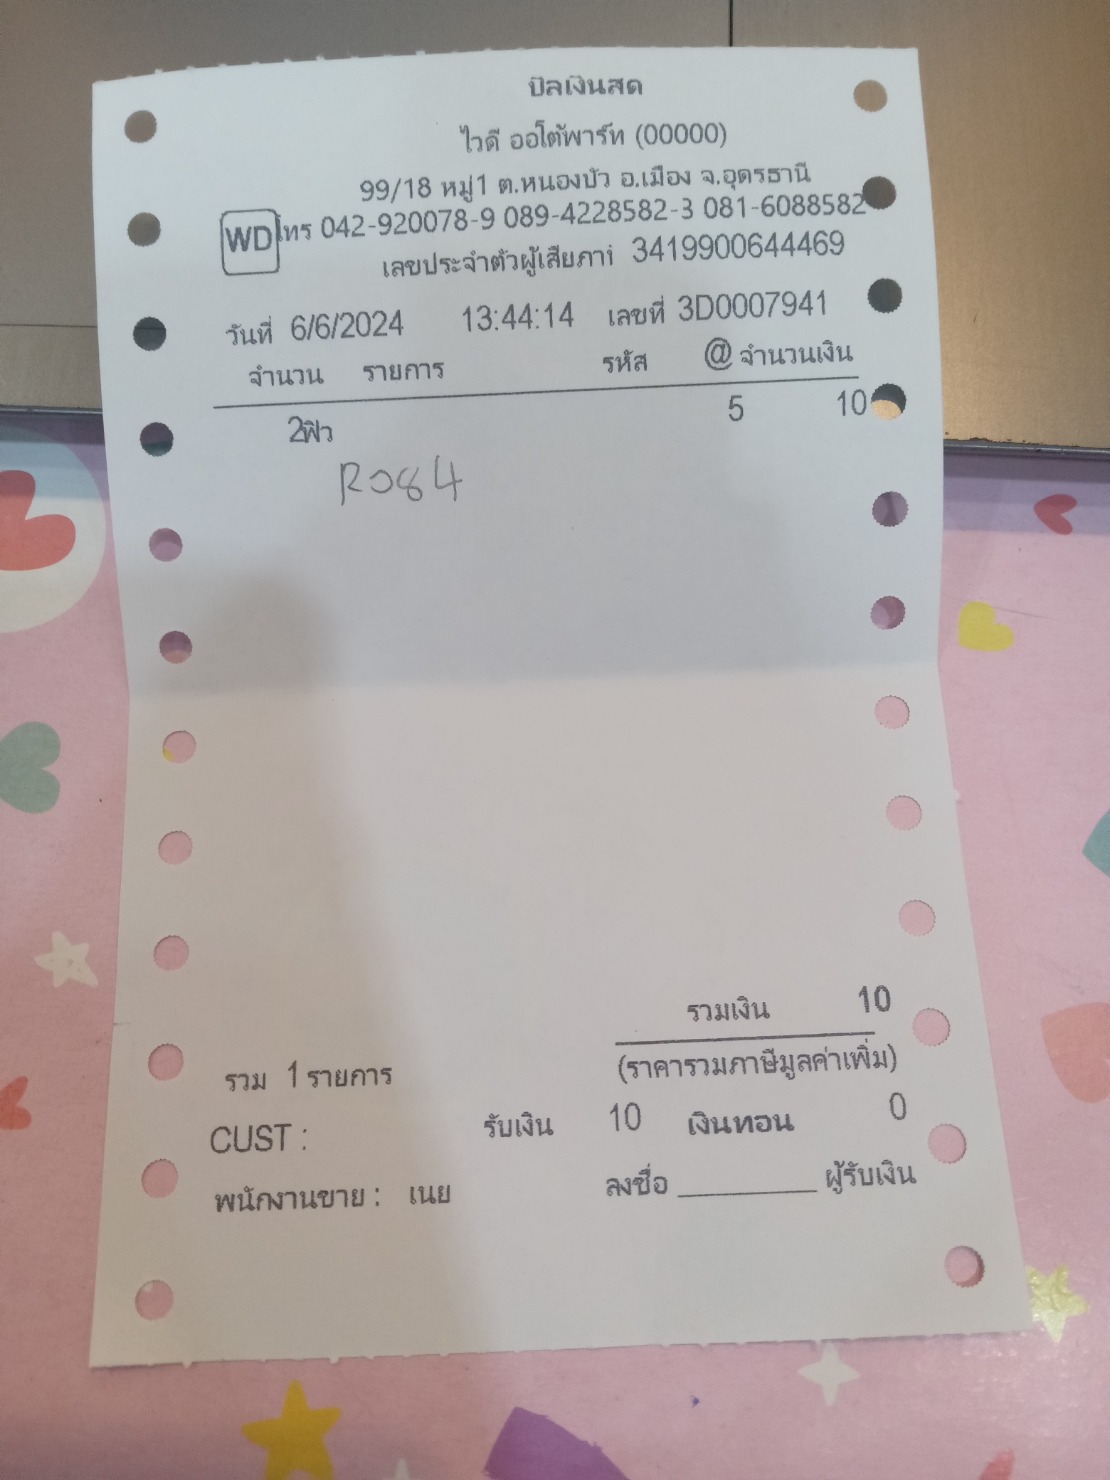 บิลเงินสด
ไวดี ออโต้พาร์ท (00000)
99/18 หมู่1 ต.หนองบัว อ.เมือง จ.อุดรธานี
WD โทร 042-920078-9 089-4228582-3 081-6088582
เลขประจำตัวผู้เสียภาษี 3419900644469
วันที่ 6/6/2024 13:44:14 เลขที่ 3D0007941
จำนวน รายการ รหัส @ จำนวนเงิน
2ฟิว 5 10
R084
รวมเงิน 10
รวม 1 รายการ (ราคารวมภาษีมูลค่าเพิ่ม)
CUST : รับเงิน 10 เงินทอน 0
พนักงานขาย : เนย ลงชื่อ __________ ผู้รับเงิน